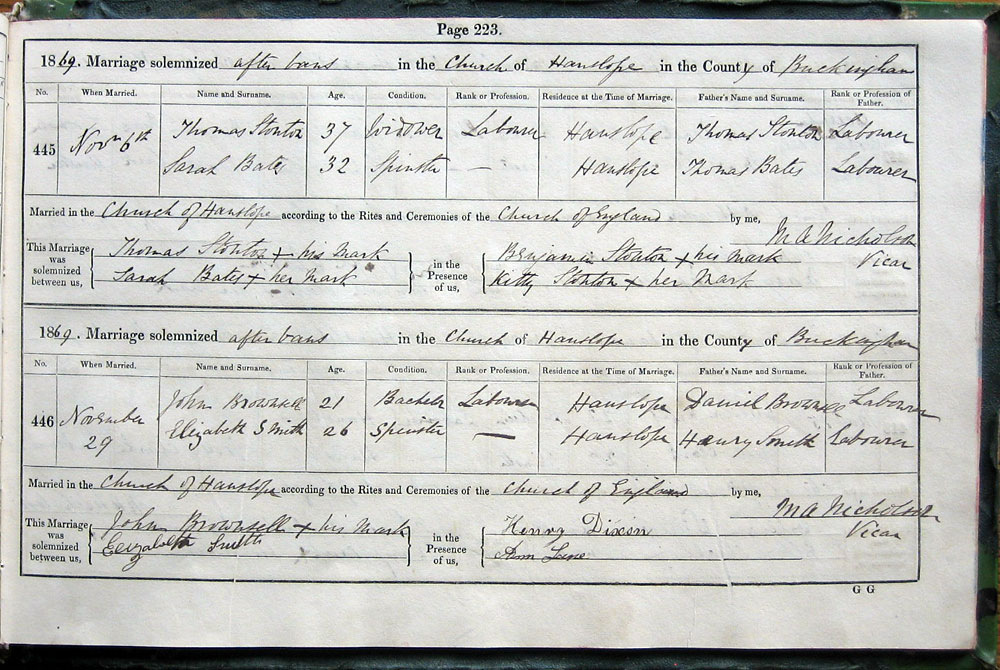 Page 223.
1869. Marriage solemnized after bans in the Church of Hanslope in the County of Buckingham
No. When Married. Name and Surname. Age. Condition. Rank or Profession. Residence at the Time of Marriage. Father's Name and Surname. Rank or Profession of Father.
445 Nov 6th Thomas Stonton 37 Widower Labourer Hanslope Thomas Stonton Labourer
Sarah Bates 32 Spinster — Hanslope Thomas Bates Labourer
Married in the Church of Hanslope according to the Rites and Ceremonies of the Church of England by me, M A Nicholson Vicar
This Marriage was solemnized between us, Thomas Stonton x his Mark
Sarah Bates x her Mark
in the Presence of us, Benjamin Stonton x his mark
Kitty Stonton x her Mark
1869. Marriage solemnized after bans in the Church of Hanslope in the County of Buckingham
No. When Married. Name and Surname. Age. Condition. Rank or Profession. Residence at the Time of Marriage. Father's Name and Surname. Rank or Profession of Father.
446 November 29 John Brownsell 21 Bachelor Labourer Hanslope Daniel Brownsell Labourer
Elizabeth Smith 26 Spinster — Hanslope Henry Smith Labourer
Married in the Church of Hanslope according to the Rites and Ceremonies of the Church of England by me, M A Nicholson Vicar
This Marriage was solemnized between us, John Brownsell x his Mark
Elizabeth Smith
in the Presence of us, Henry Dixon
Ann Lane
G G